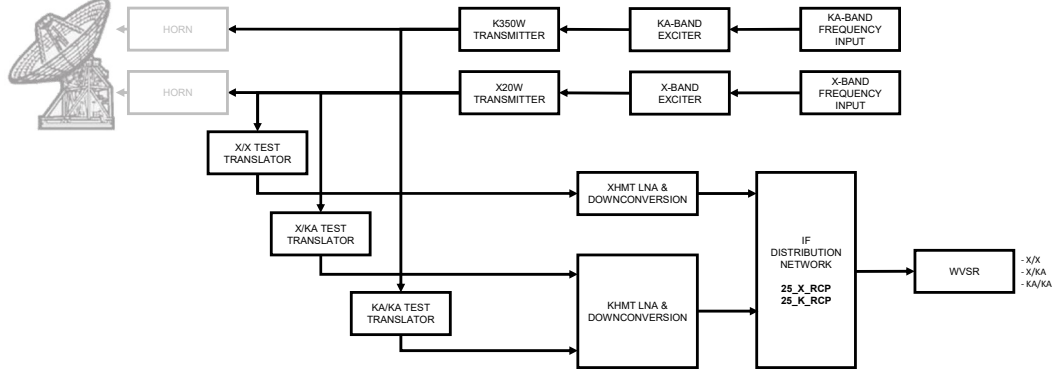 HORN
K350W
TRANSMITTER
KA-BAND
EXCITER
KA-BAND
FREQUENCY
INPUT
HORN
X20W
TRANSMITTER
X-BAND
EXCITER
X-BAND
FREQUENCY
INPUT
X/X TEST
TRANSLATOR
XHMT LNA &
DOWNCONVERSION
X/KA TEST
TRANSLATOR
IF
DISTRIBUTION
NETWORK
25_X_RCP
25_K_RCP
WVSR
- X/X
- X/KA
- KA/KA
KA/KA TEST
TRANSLATOR
KHMT LNA &
DOWNCONVERSION